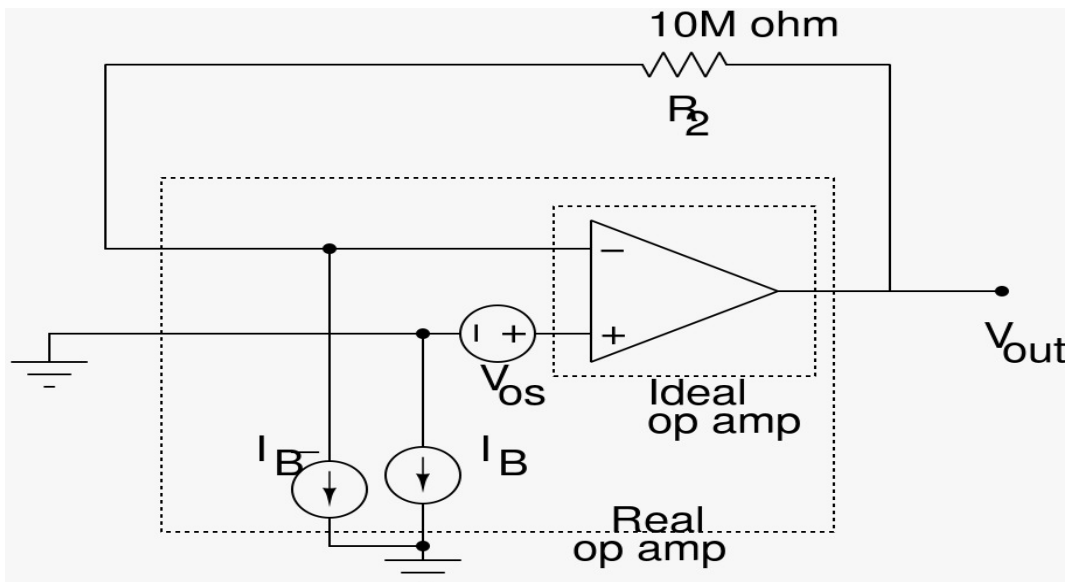 10M ohm
R2
−
+
− +
Vos
Vout
Ideal
op amp
IB−
IB
Real
op amp